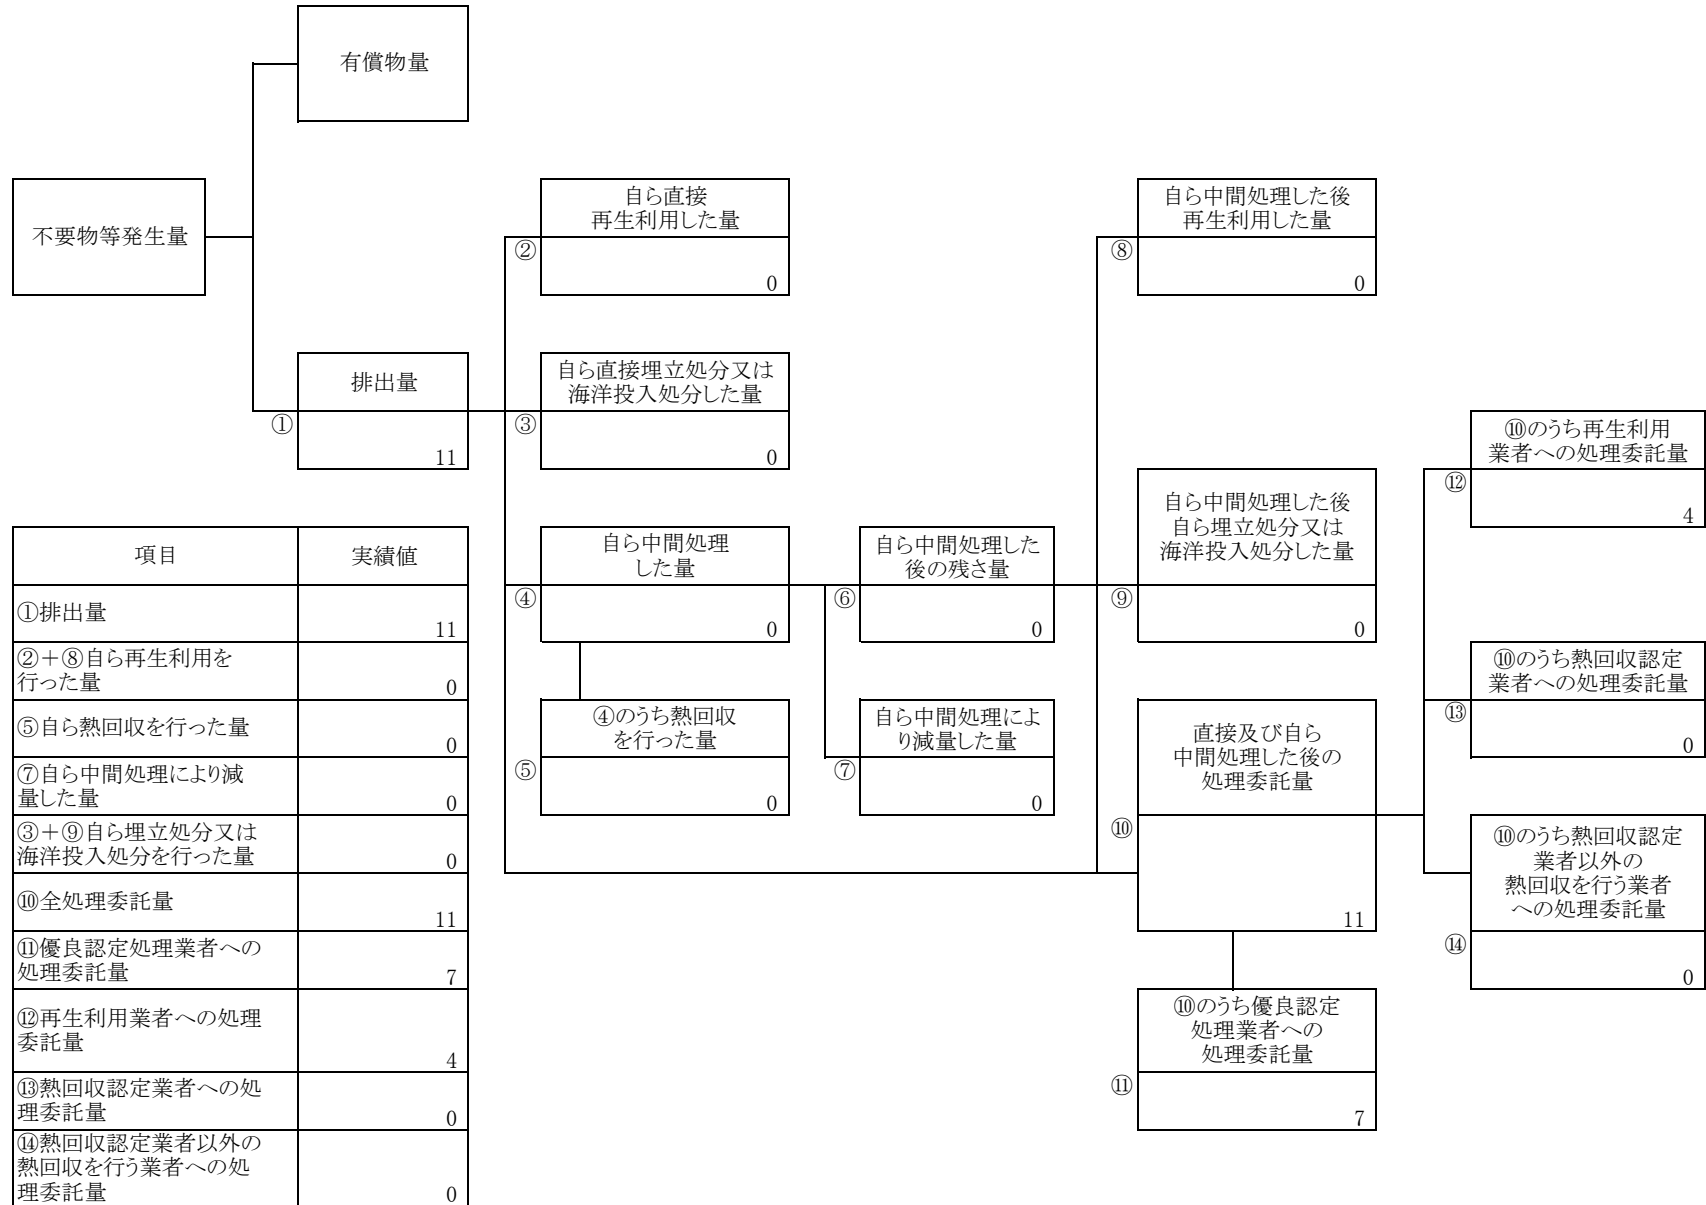 有償物量
不要物等発生量
自ら直接
再生利用した量
②
0
自ら中間処理した後
再生利用した量
⑧
0
排出量
①
11
自ら直接埋立処分又は
海洋投入処分した量
③
0
⑩のうち再生利用
業者への処理委託量
⑫
4
自ら中間処理
した量
④
0
自ら中間処理した
後の残さ量
⑥
0
自ら中間処理した後
自ら埋立処分又は
海洋投入処分した量
⑨
0
⑩のうち熱回収認定
業者への処理委託量
⑬
0
④のうち熱回収
を行った量
⑤
0
自ら中間処理によ
り減量した量
⑦
0
直接及び自ら
中間処理した後の
処理委託量
⑩
11
⑩のうち熱回収認定
業者以外の
熱回収を行う業者
への処理委託量
⑭
0
⑩のうち優良認定
処理業者への
処理委託量
⑪
7
項目 実績値
①排出量
11
②＋⑧自ら再生利用を
行った量
0
⑤自ら熱回収を行った量
0
⑦自ら中間処理により減
量した量
0
③＋⑨自ら埋立処分又は
海洋投入処分を行った量
0
⑩全処理委託量
11
⑪優良認定処理業者への
処理委託量
7
⑫再生利用業者への処理
委託量
4
⑬熱回収認定業者への処
理委託量
0
⑭熱回収認定業者以外の
熱回収を行う業者への処
理委託量
0